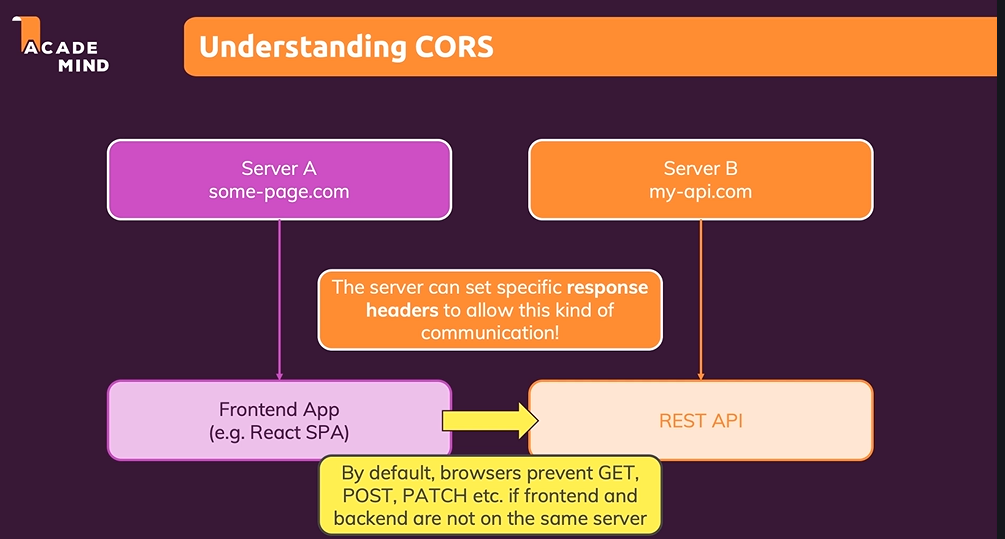 ACADE
MIND
Understanding CORS
Server A
some-page.com
Server B
my-api.com
The server can set specific response
headers to allow this kind of
communication!
Frontend App
(e.g. React SPA)
REST API
By default, browsers prevent GET,
POST, PATCH etc. if frontend and
backend are not on the same server